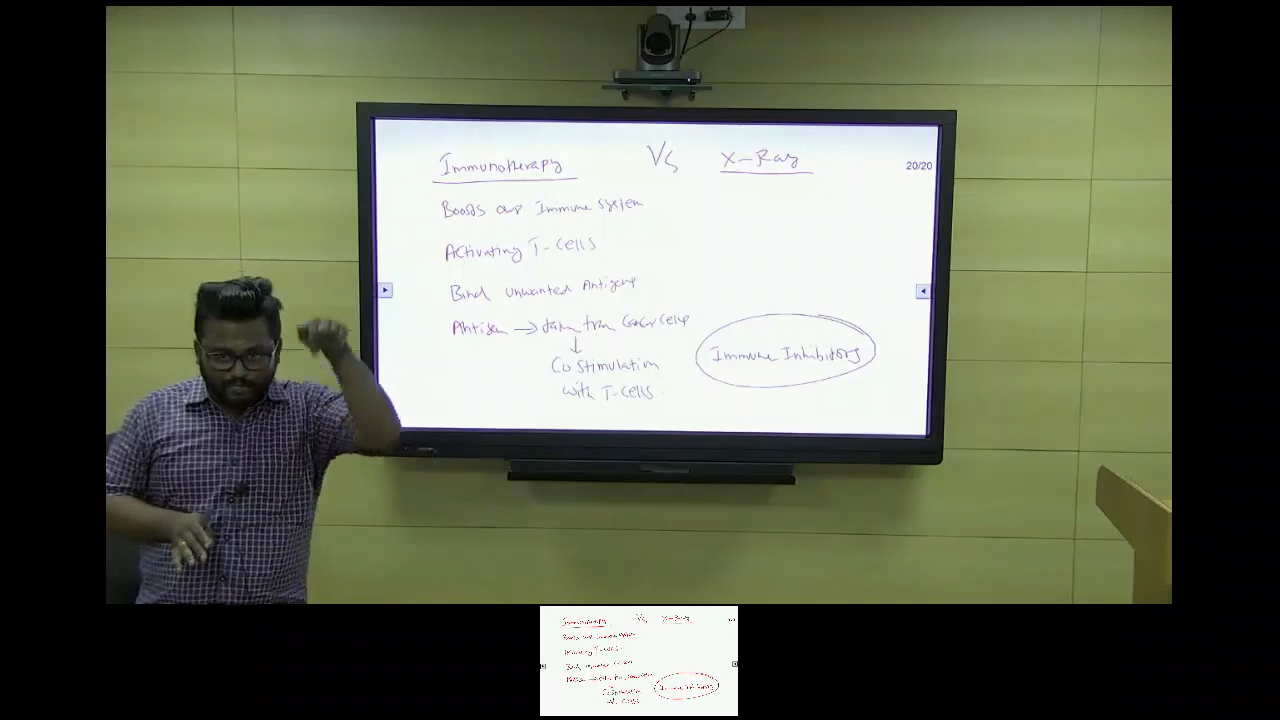 Immunotherapy Vs X-Ray
20/20
Boosts our Immune System
Activating T-Cells
Bind Unwanted Antigens
Antigen → taken from Cancer Cells
↓
Co Stimulation
with T-Cells
Immune Inhibitors